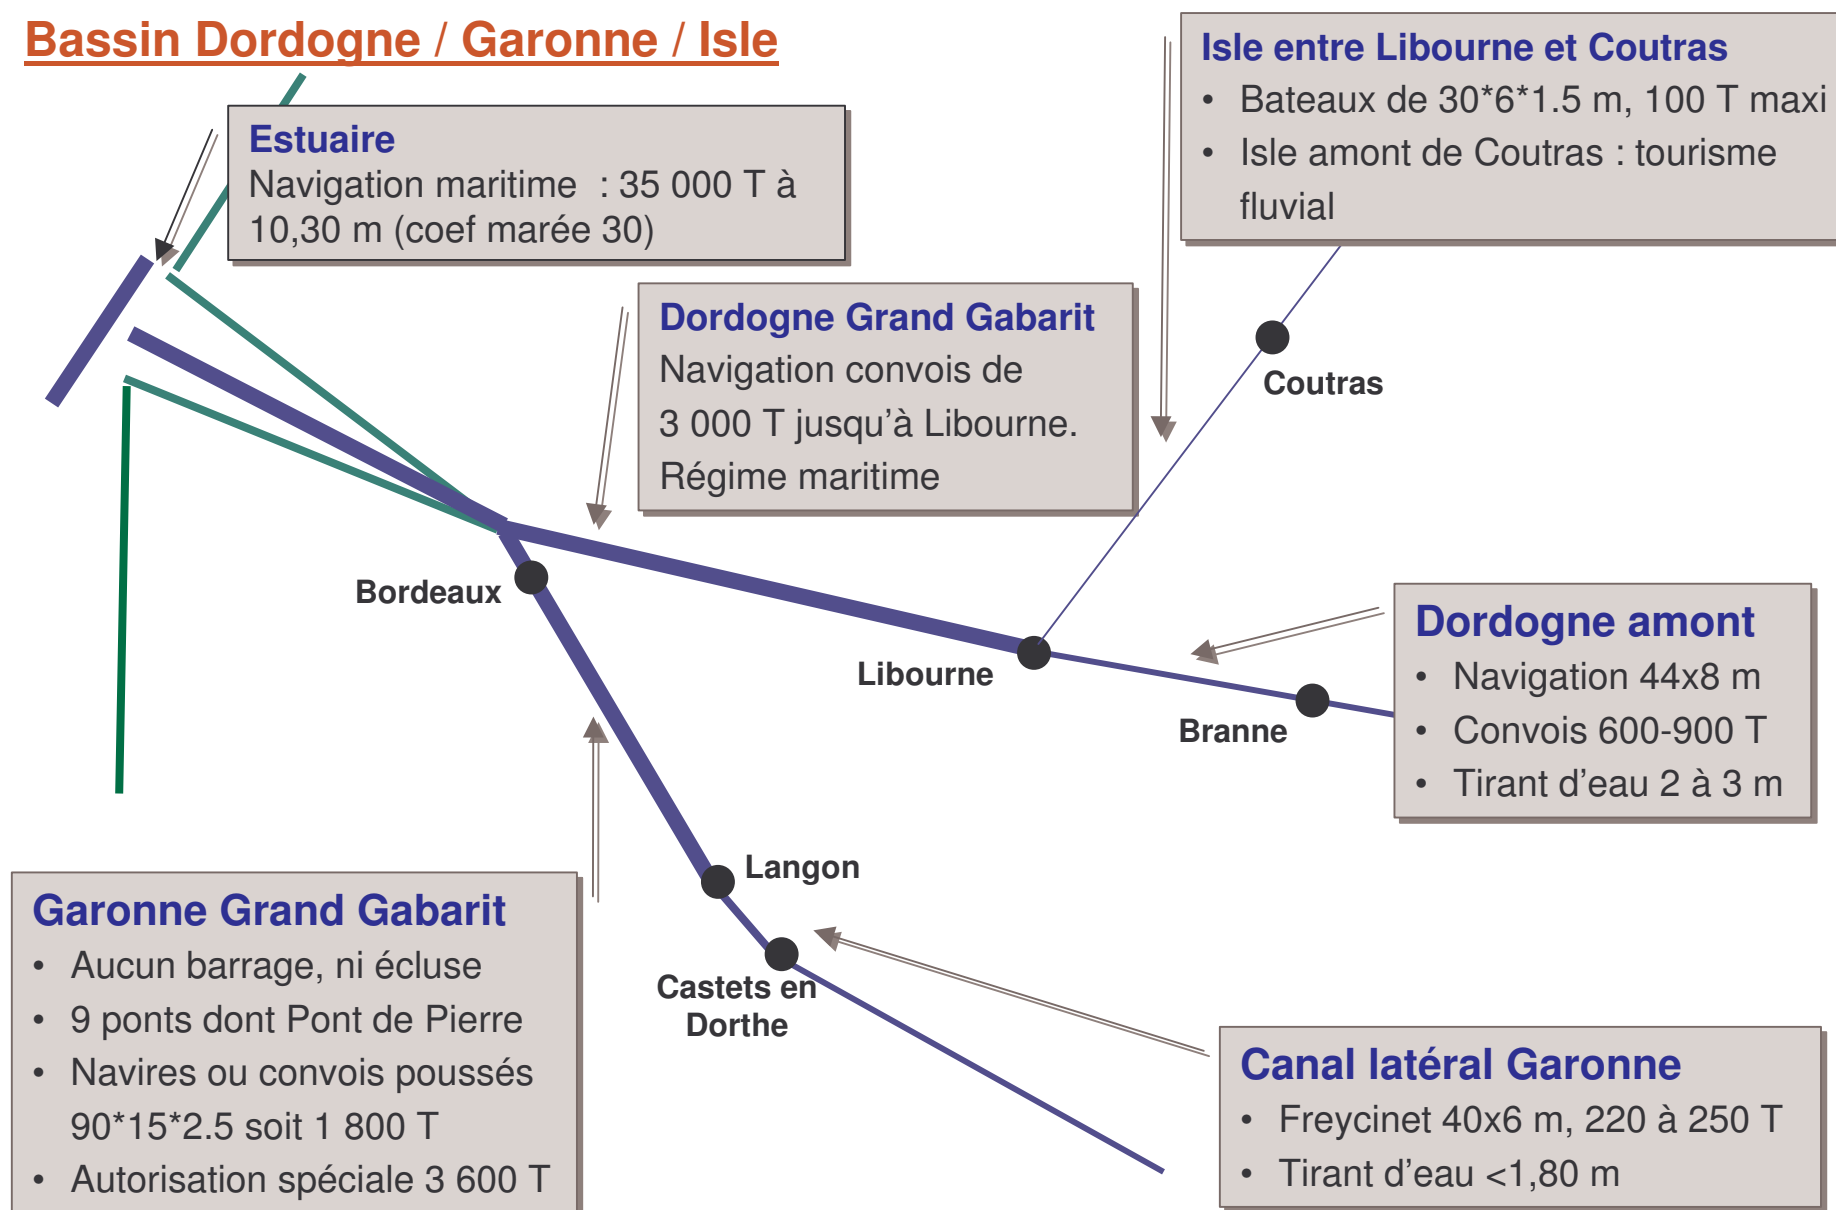 Bassin Dordogne / Garonne / Isle
Isle entre Libourne et Coutras
• Bateaux de 30*6*1.5 m, 100 T maxi
• Isle amont de Coutras : tourisme
fluvial
Estuaire
Navigation maritime : 35 000 T à
10,30 m (coef marée 30)
Dordogne Grand Gabarit
Navigation convois de
3 000 T jusqu'à Libourne.
Régime maritime
Coutras
Bordeaux
Libourne
Branne
Dordogne amont
• Navigation 44x8 m
• Convois 600-900 T
• Tirant d'eau 2 à 3 m
Langon
Castets en
Dorthe
Garonne Grand Gabarit
• Aucun barrage, ni écluse
• 9 ponts dont Pont de Pierre
• Navires ou convois poussés
90*15*2.5 soit 1 800 T
• Autorisation spéciale 3 600 T
Canal latéral Garonne
• Freycinet 40x6 m, 220 à 250 T
• Tirant d'eau <1,80 m